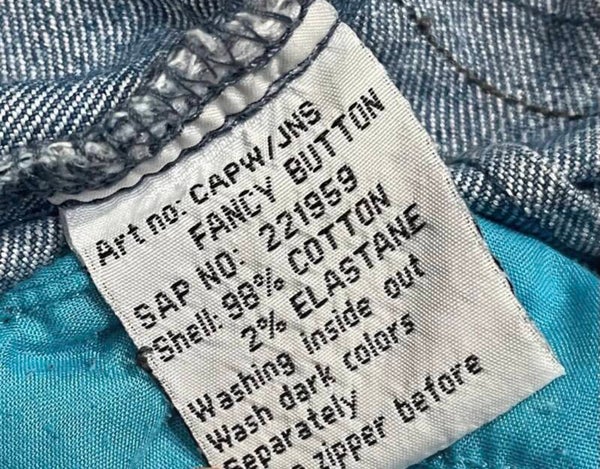 Art no: CAPW/JNS
FANCY BUTTON
SAP NO: 221959
Shell: 98% COTTON
2% ELASTANE
Washing inside out
Wash dark colors
Separately
zipper before